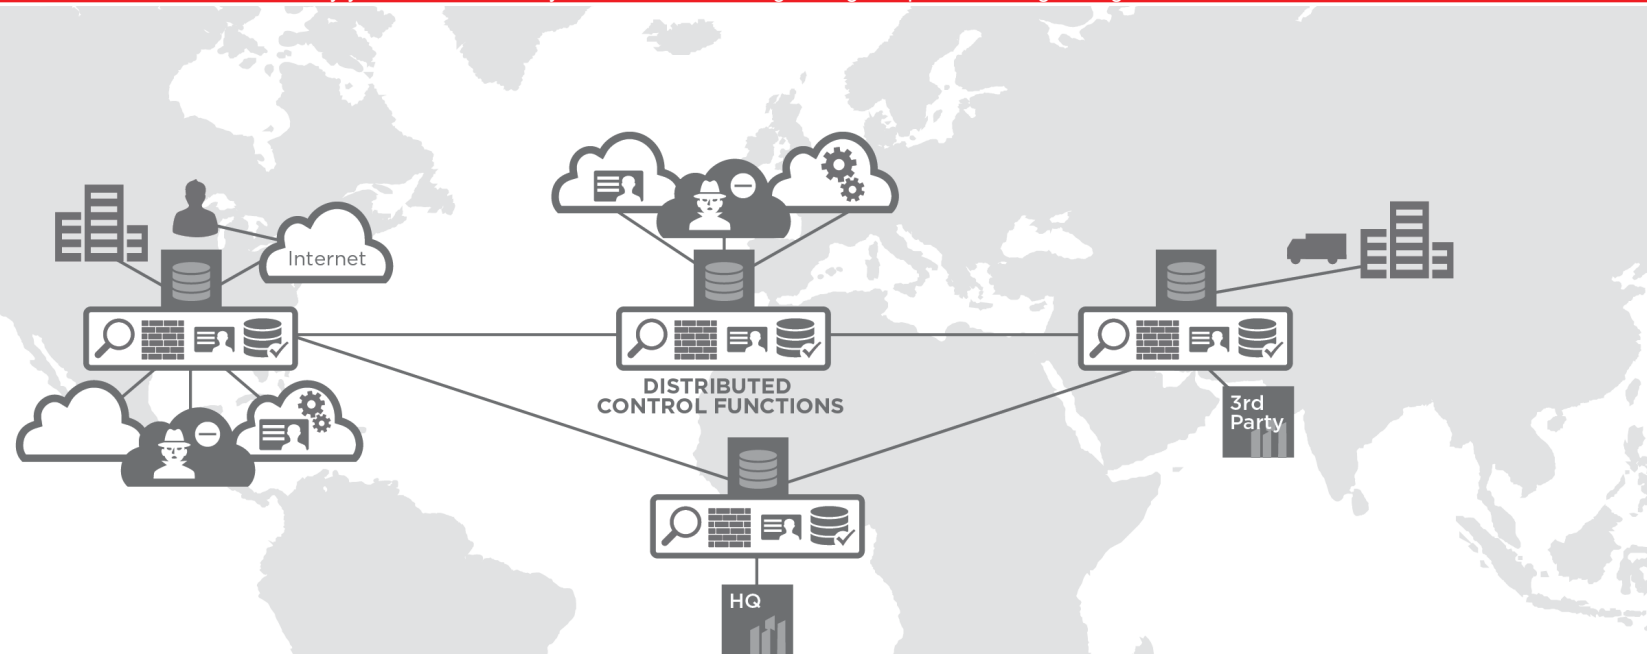 Internet
DISTRIBUTED
CONTROL FUNCTIONS
3rd
Party
HQ